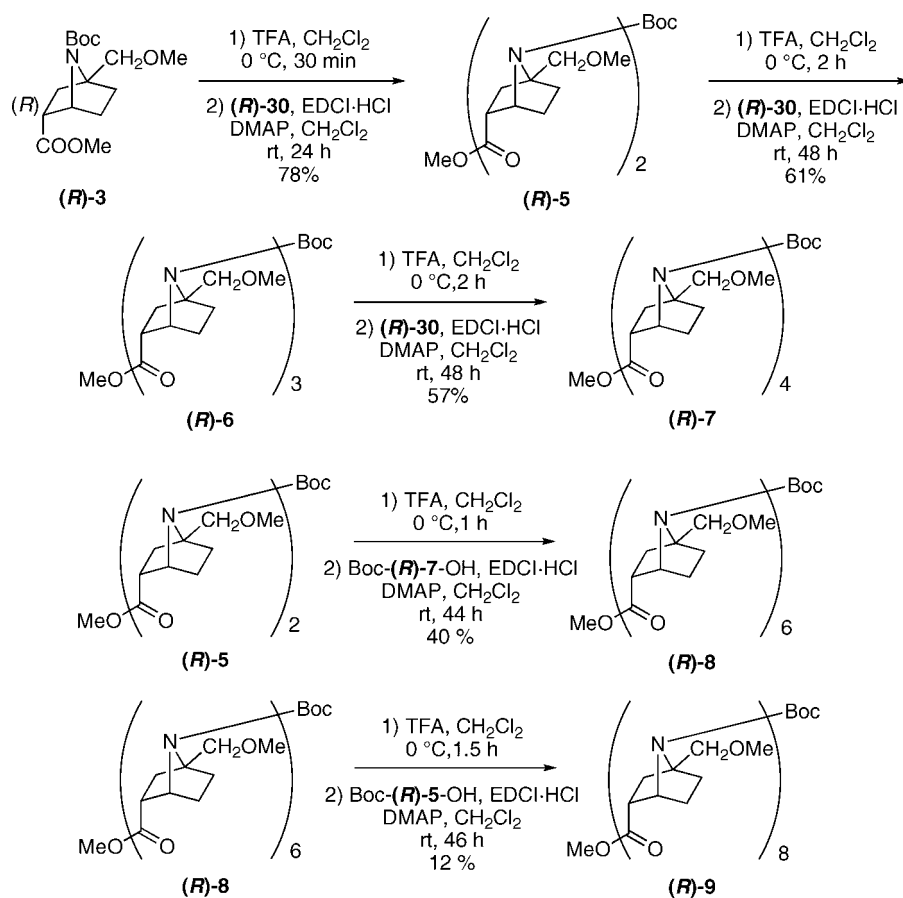 Boc
N
CH2OMe
(R)
COOMe
(R)-3
1) TFA, CH2Cl2
0 °C, 30 min
2) (R)-30, EDCI·HCl
DMAP, CH2Cl2
rt, 24 h
78%
Boc
N
CH2OMe
MeO
O
2
(R)-5
1) TFA, CH2Cl2
0 °C, 2 h
2) (R)-30, EDCI·HCl
DMAP, CH2Cl2
rt, 48 h
61%
Boc
N
CH2OMe
MeO
O
3
(R)-6
1) TFA, CH2Cl2
0 °C,2 h
2) (R)-30, EDCI·HCl
DMAP, CH2Cl2
rt, 48 h
57%
Boc
N
CH2OMe
MeO
O
4
(R)-7
Boc
N
CH2OMe
MeO
O
2
(R)-5
1) TFA, CH2Cl2
0 °C,1 h
2) Boc-(R)-7-OH, EDCI·HCl
DMAP, CH2Cl2
rt, 44 h
40 %
Boc
N
CH2OMe
MeO
O
6
(R)-8
Boc
N
CH2OMe
MeO
O
6
(R)-8
1) TFA, CH2Cl2
0 °C,1.5 h
2) Boc-(R)-5-OH, EDCI·HCl
DMAP, CH2Cl2
rt, 46 h
12 %
Boc
N
CH2OMe
MeO
O
8
(R)-9